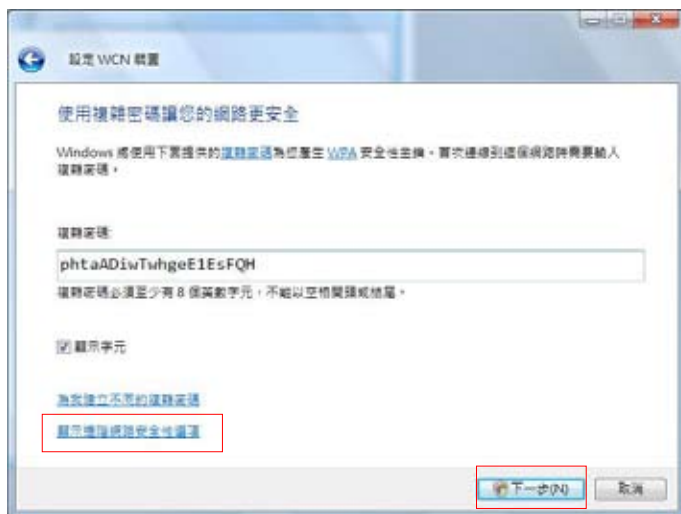 設定 WCN 裝置
使用複雜密碼讓您的網路更安全
Windows 將使用下面提供的複雜密碼為您產生 WPA 安全性金鑰。首次連線到這個網路時需要輸入
複雜密碼。
複雜密碼:
phtaADiwTwhgeE1EsFQH
複雜密碼必須至少有 8 個英數字元，不能以空格開頭或結尾。
顯示字元
為我建立不同的複雜密碼
顯示進階網路安全性選項
下一步(N)
取消